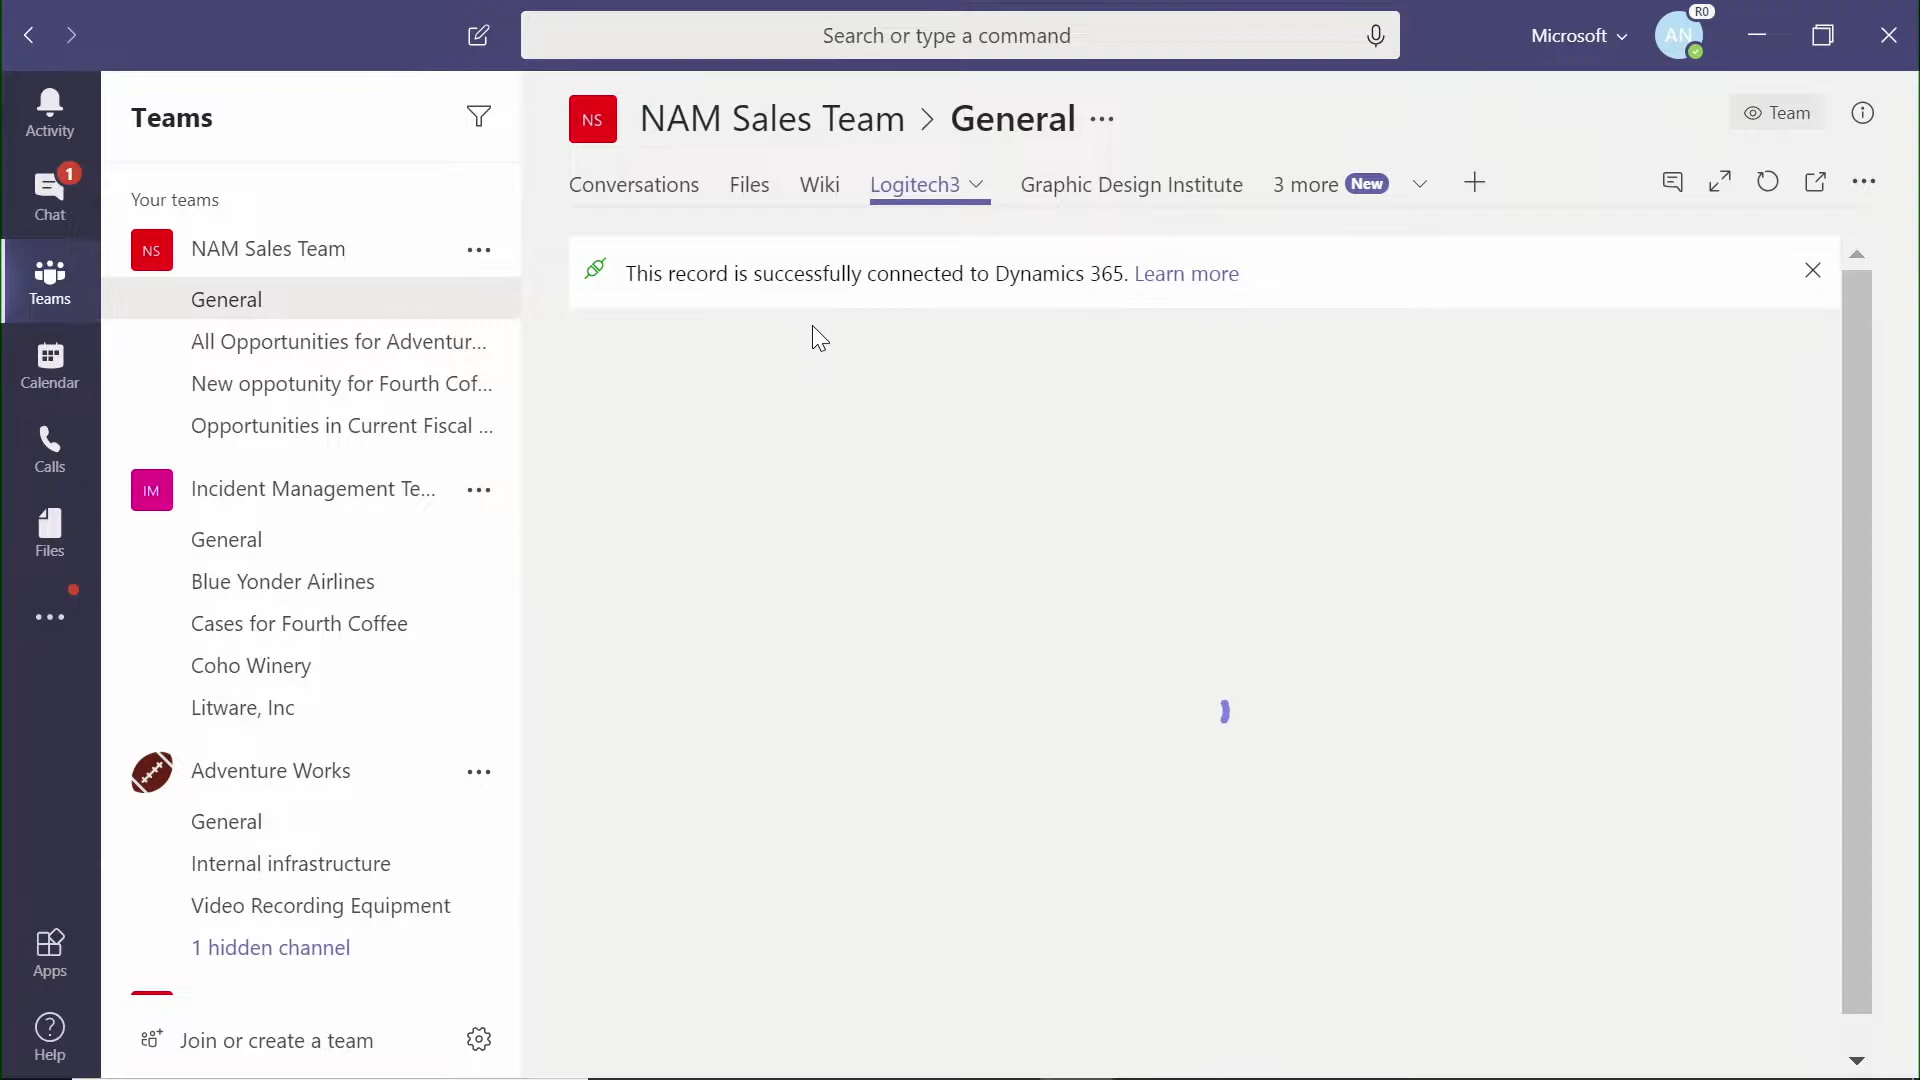 Search or type a command
Microsoft
AN
R0
Activity
1
Chat
Teams
Calendar
Calls
Files
Apps
Help
Teams
Your teams
NS
NAM Sales Team
General
All Opportunities for Adventur...
New oppotunity for Fourth Cof...
Opportunities in Current Fiscal ...
IM
Incident Management Te...
General
Blue Yonder Airlines
Cases for Fourth Coffee
Coho Winery
Litware, Inc
Adventure Works
General
Internal infrastructure
Video Recording Equipment
1 hidden channel
Join or create a team
NS
NAM Sales Team > General ...
Team
Conversations Files Wiki Logitech3 Graphic Design Institute 3 more New
This record is successfully connected to Dynamics 365. Learn more